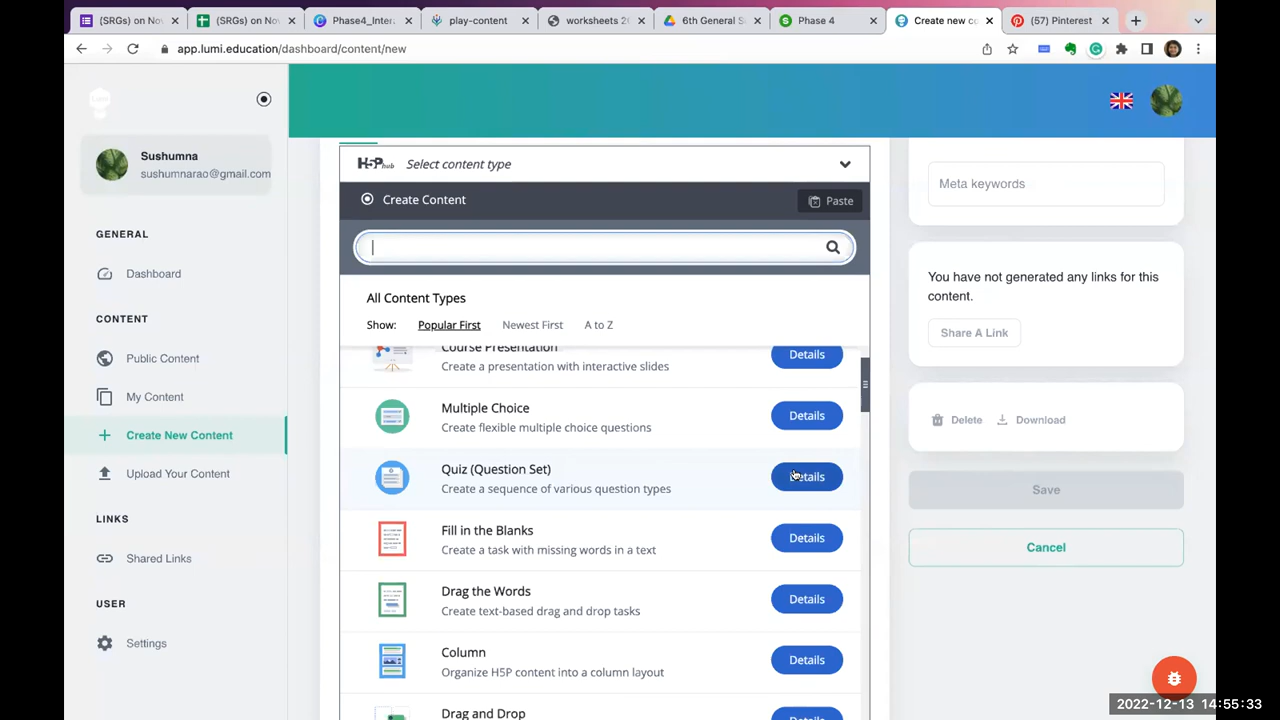 (SRGs) on Nov
(SRGs) on Nov
Phase4_Inter
play-content
worksheets 20
6th General S
Phase 4
Create new co
(57) Pinterest
app.lumi.education/dashboard/content/new
Sushumna
sushumnarao@gmail.com
GENERAL
Dashboard
CONTENT
Public Content
My Content
Create New Content
Upload Your Content
LINKS
Shared Links
USER
Settings
H5P hub Select content type
Create Content
Paste
All Content Types
Show: Popular First Newest First A to Z
Course Presentation
Create a presentation with interactive slides
Details
Multiple Choice
Create flexible multiple choice questions
Details
Quiz (Question Set)
Create a sequence of various question types
Details
Fill in the Blanks
Create a task with missing words in a text
Details
Drag the Words
Create text-based drag and drop tasks
Details
Column
Organize H5P content into a column layout
Details
Drag and Drop
Meta keywords
You have not generated any links for this
content.
Share A Link
Delete Download
Save
Cancel
2022-12-13 14:55:33